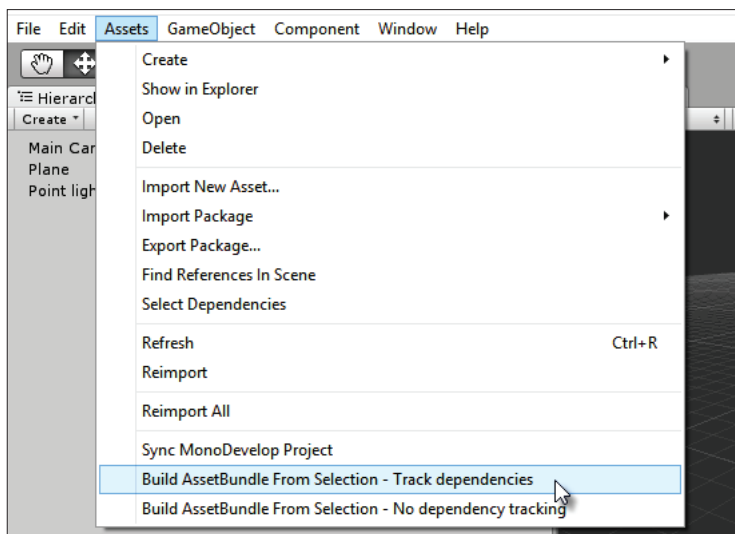 File Edit Assets GameObject Component Window Help
Hierarcl
Create
Main Car
Plane
Point ligh
Create
Show in Explorer
Open
Delete
Import New Asset...
Import Package
Export Package...
Find References In Scene
Select Dependencies
Refresh Ctrl+R
Reimport
Reimport All
Sync MonoDevelop Project
Build AssetBundle From Selection - Track dependencies
Build AssetBundle From Selection - No dependency tracking